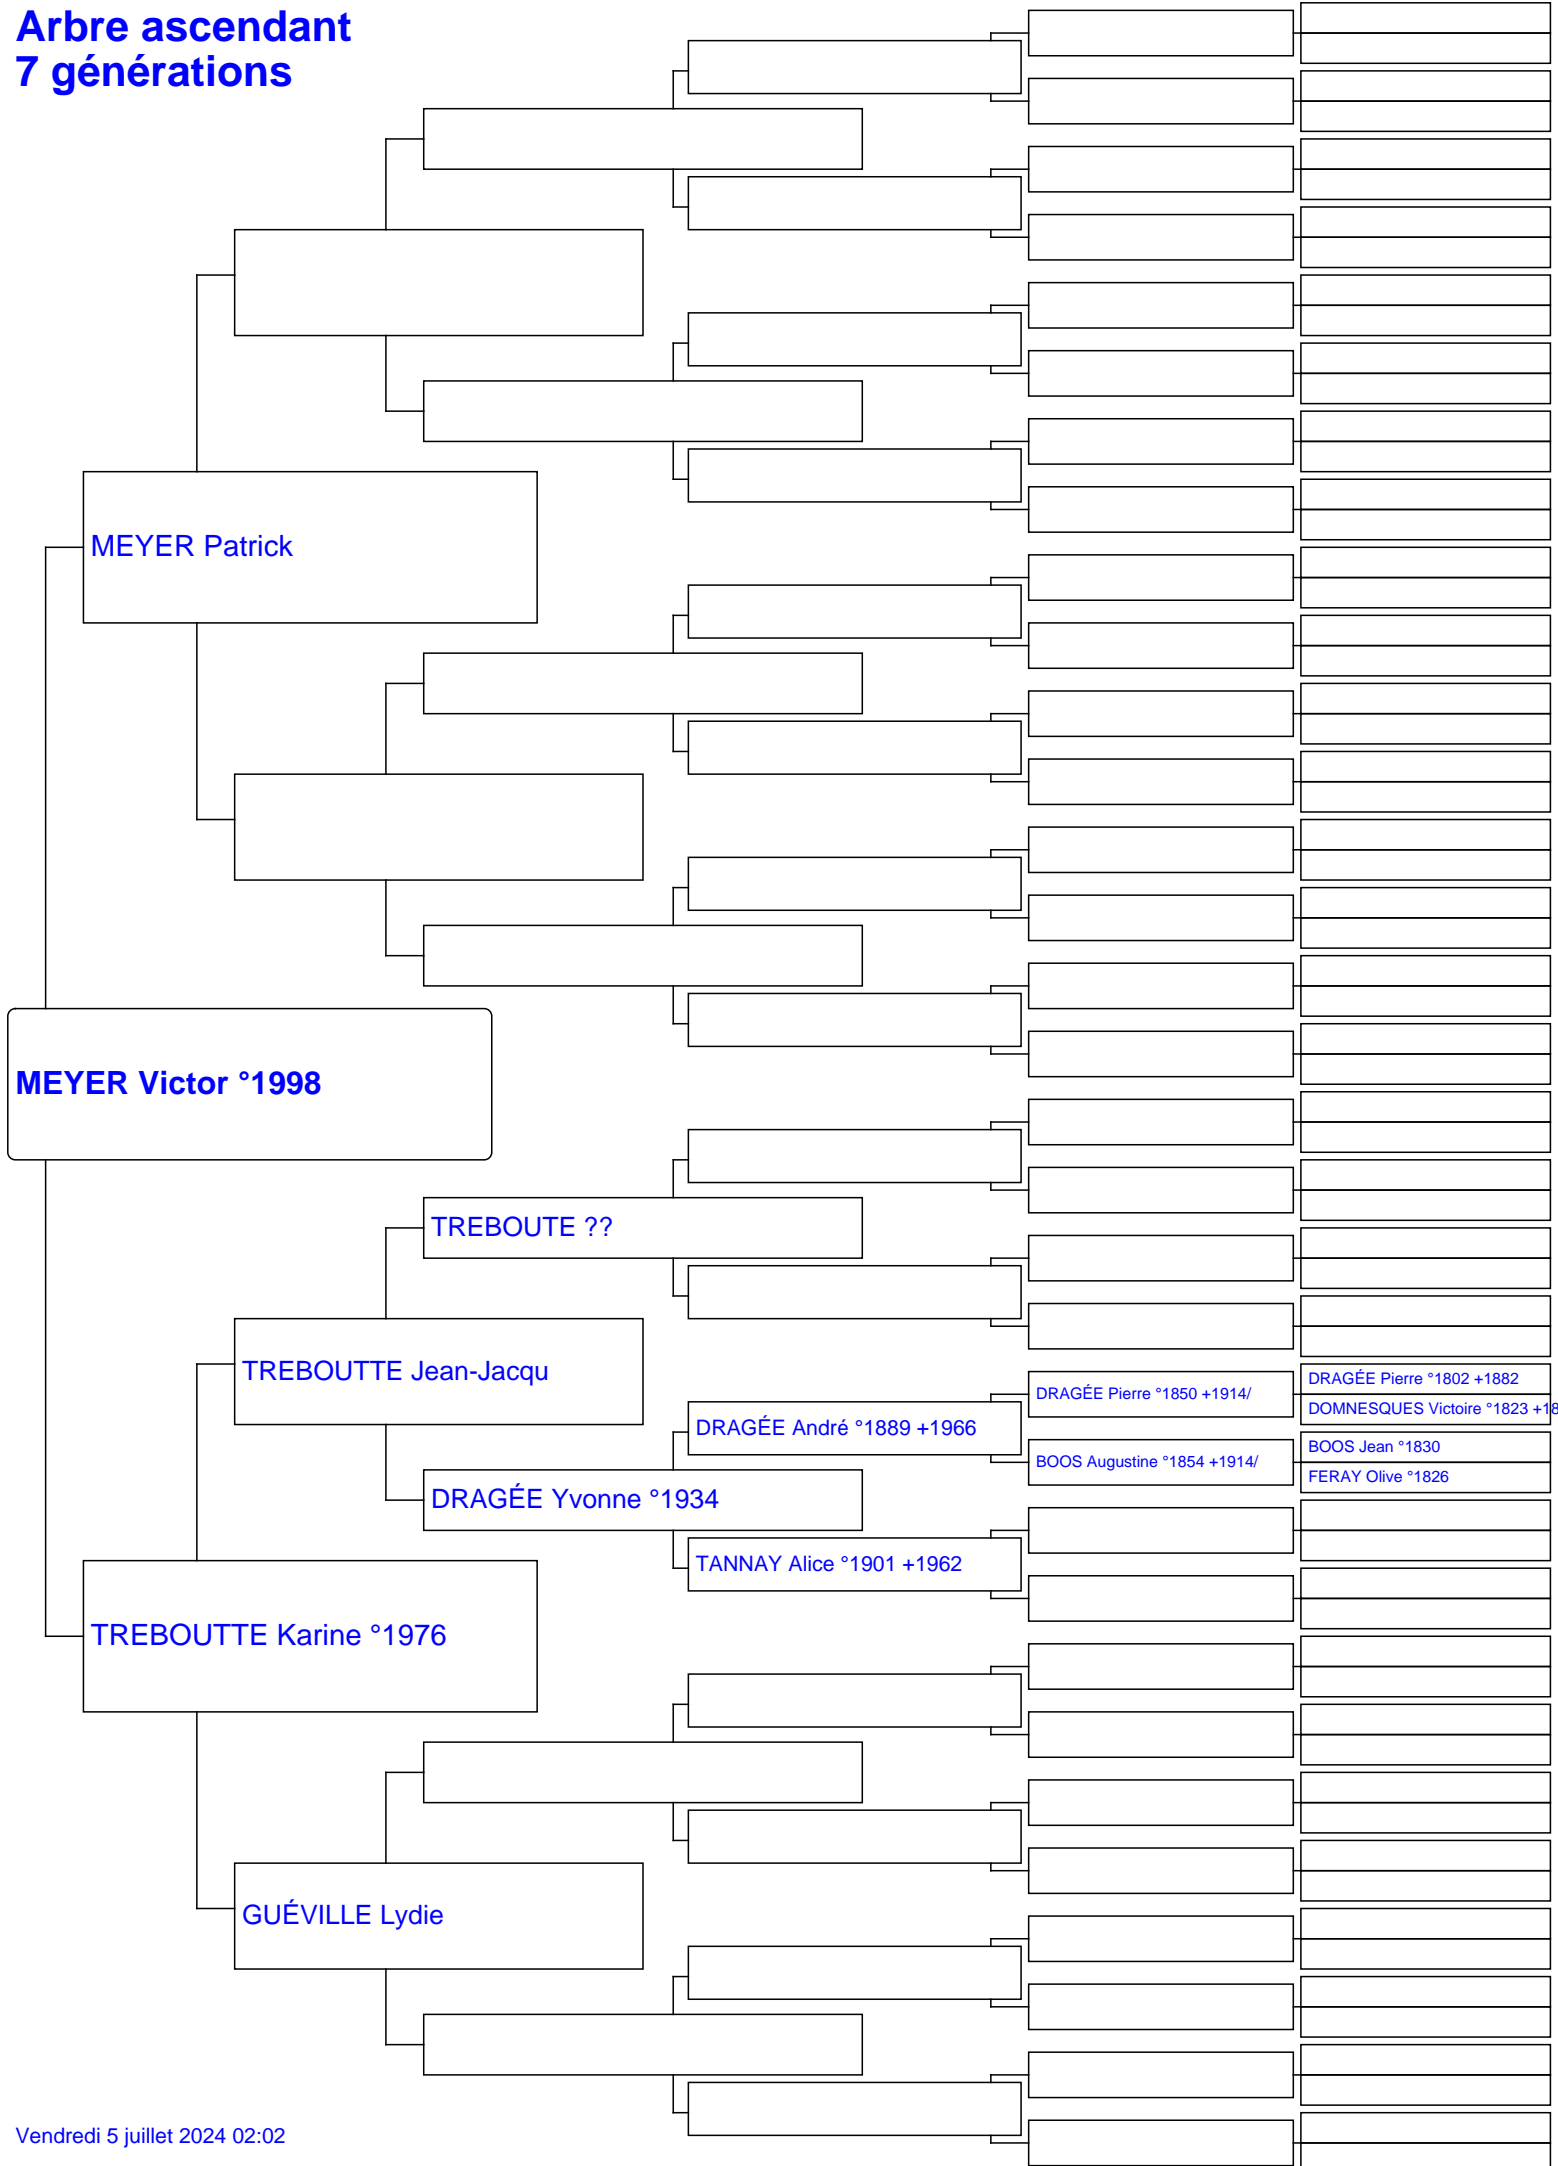 Arbre ascendant
7 générations
MEYER Patrick
MEYER Victor °1998
TREBOUTE ??
TREBOUTTE Jean-Jacqu
DRAGÉE Pierre °1802 +1882
DRAGÉE Pierre °1850 +1914/
DOMNESQUES Victoire °1823 +18
DRAGÉE André °1889 +1966
BOOS Jean °1830
BOOS Augustine °1854 +1914/
FERAY Olive °1826
DRAGÉE Yvonne °1934
TANNAY Alice °1901 +1962
TREBOUTTE Karine °1976
GUÉVILLE Lydie
Vendredi 5 juillet 2024 02:02